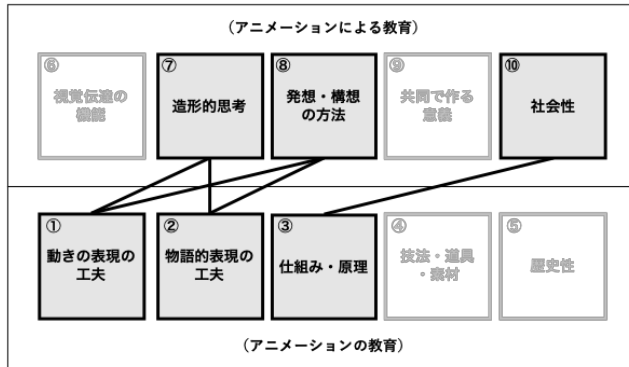 （アニメーションによる教育）
⑥
視覚伝達の
機能
⑦
造形的思考
⑧
発想・構想
の方法
⑨
共同で作る
意義
⑩
社会性
①
動きの表現の
工夫
②
物語的表現の
工夫
③
仕組み・原理
④
技法・道具
・素材
⑤
歴史性
（アニメーションの教育）